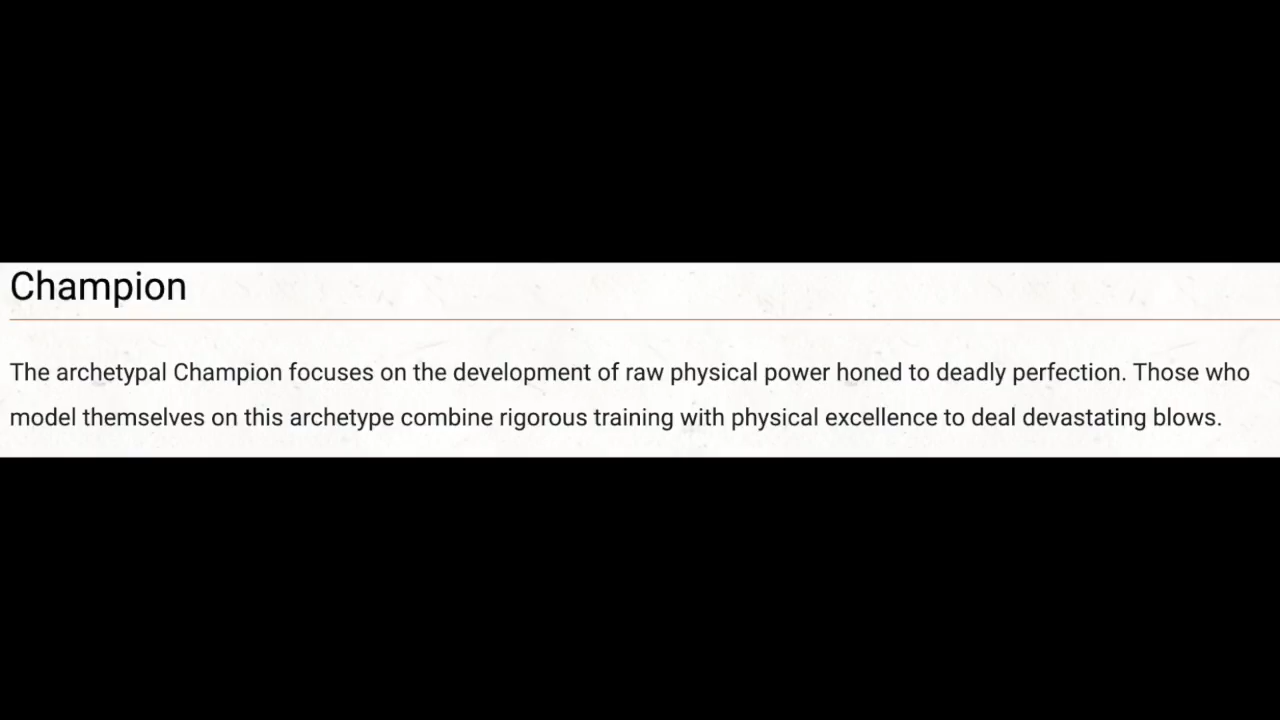 Champion
The archetypal Champion focuses on the development of raw physical power honed to deadly perfection. Those who
model themselves on this archetype combine rigorous training with physical excellence to deal devastating blows.